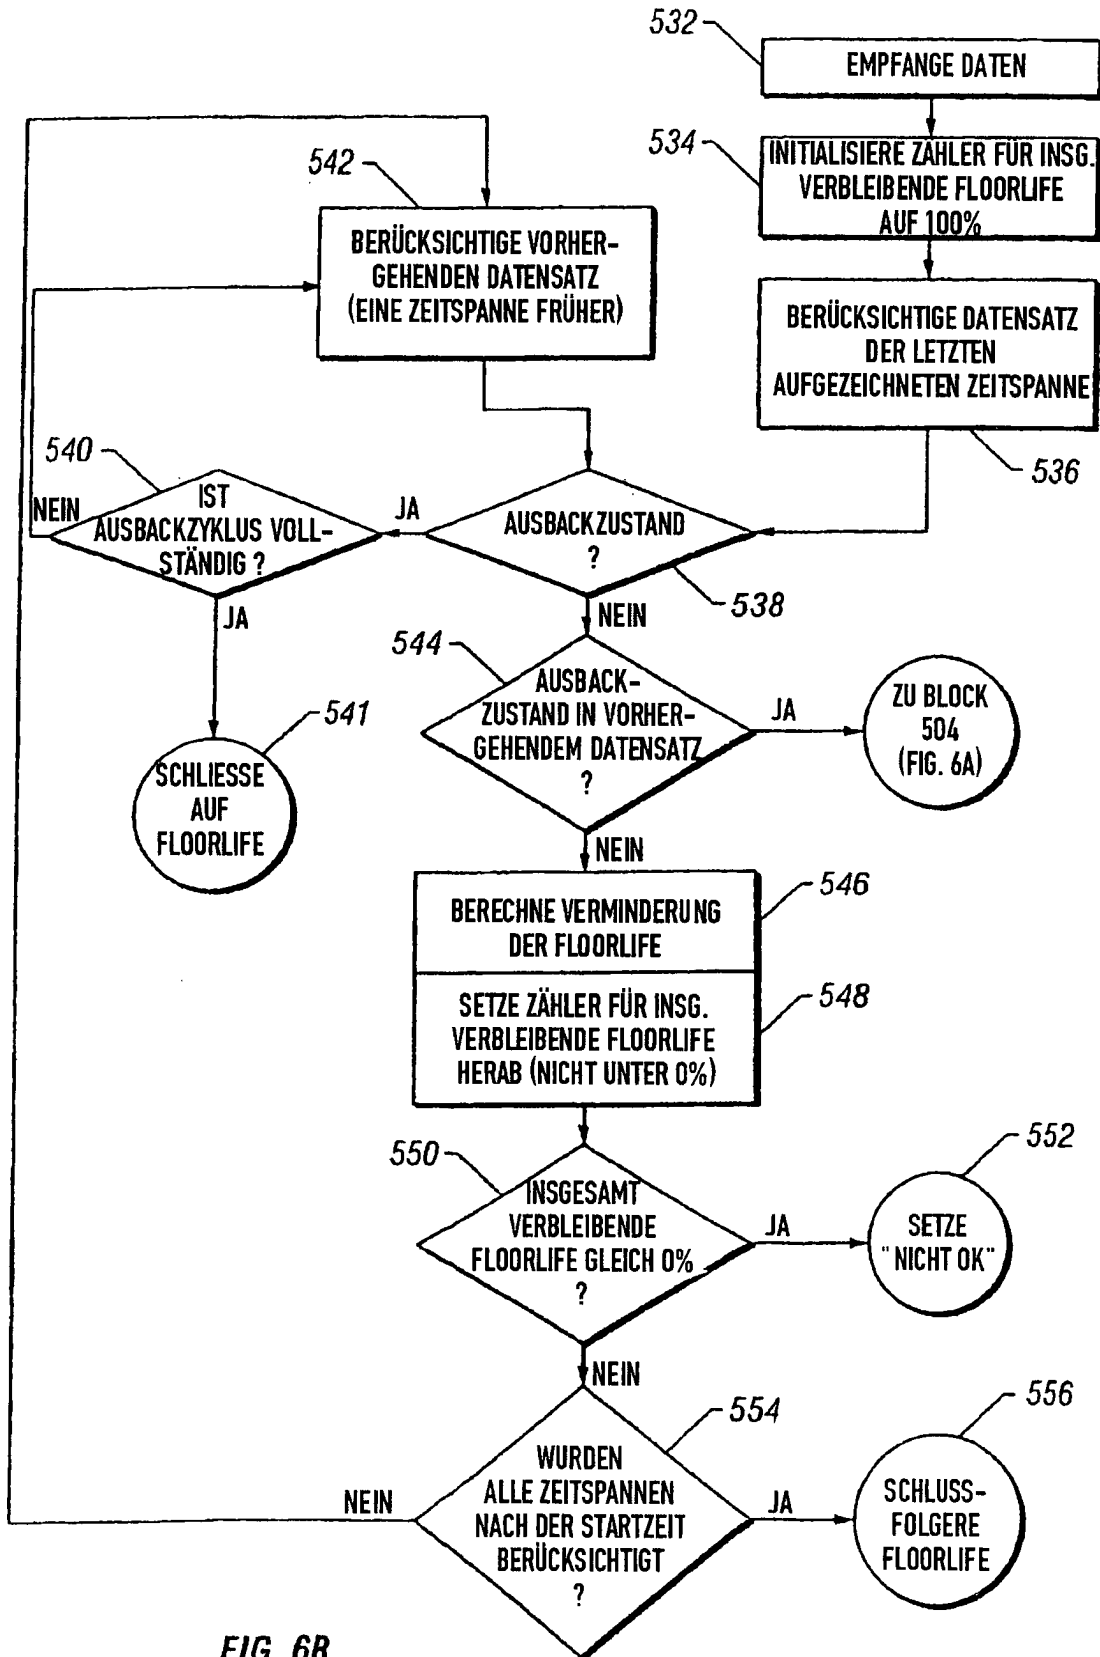 532
EMPFANGE DATEN
534
INITIALISIERE ZÄHLER FÜR INSG.
VERBLEIBENDE FLOORLIFE
AUF 100%
542
BERÜCKSICHTIGE VORHER-
GEHENDEN DATENSATZ
(EINE ZEITSPANNE FRÜHER)
BERÜCKSICHTIGE DATENSATZ
DER LETZTEN
AUFGEZEICHNETEN ZEITSPANNE
536
540
NEIN
IST
AUSBACKZYKLUS VOLL-
STÄNDIG ?
JA
AUSBACKZUSTAND
?
538
JA
NEIN
541
SCHLIESSE
AUF
FLOORLIFE
544
AUSBACK-
ZUSTAND IN VORHER-
GEHENDEM DATENSATZ
?
JA
ZU BLOCK
504
(FIG. 6A)
NEIN
546
BERECHNE VERMINDERUNG
DER FLOORLIFE
548
SETZE ZÄHLER FÜR INSG.
VERBLEIBENDE FLOORLIFE
HERAB (NICHT UNTER 0%)
550
INSGESAMT
VERBLEIBENDE
FLOORLIFE GLEICH 0%
?
JA
552
SETZE
"NICHT OK"
NEIN
554
WURDEN
ALLE ZEITSPANNEN
NACH DER STARTZEIT
BERÜCKSICHTIGT
?
NEIN
JA
556
SCHLUSS-
FOLGERE
FLOORLIFE
FIG. 6B